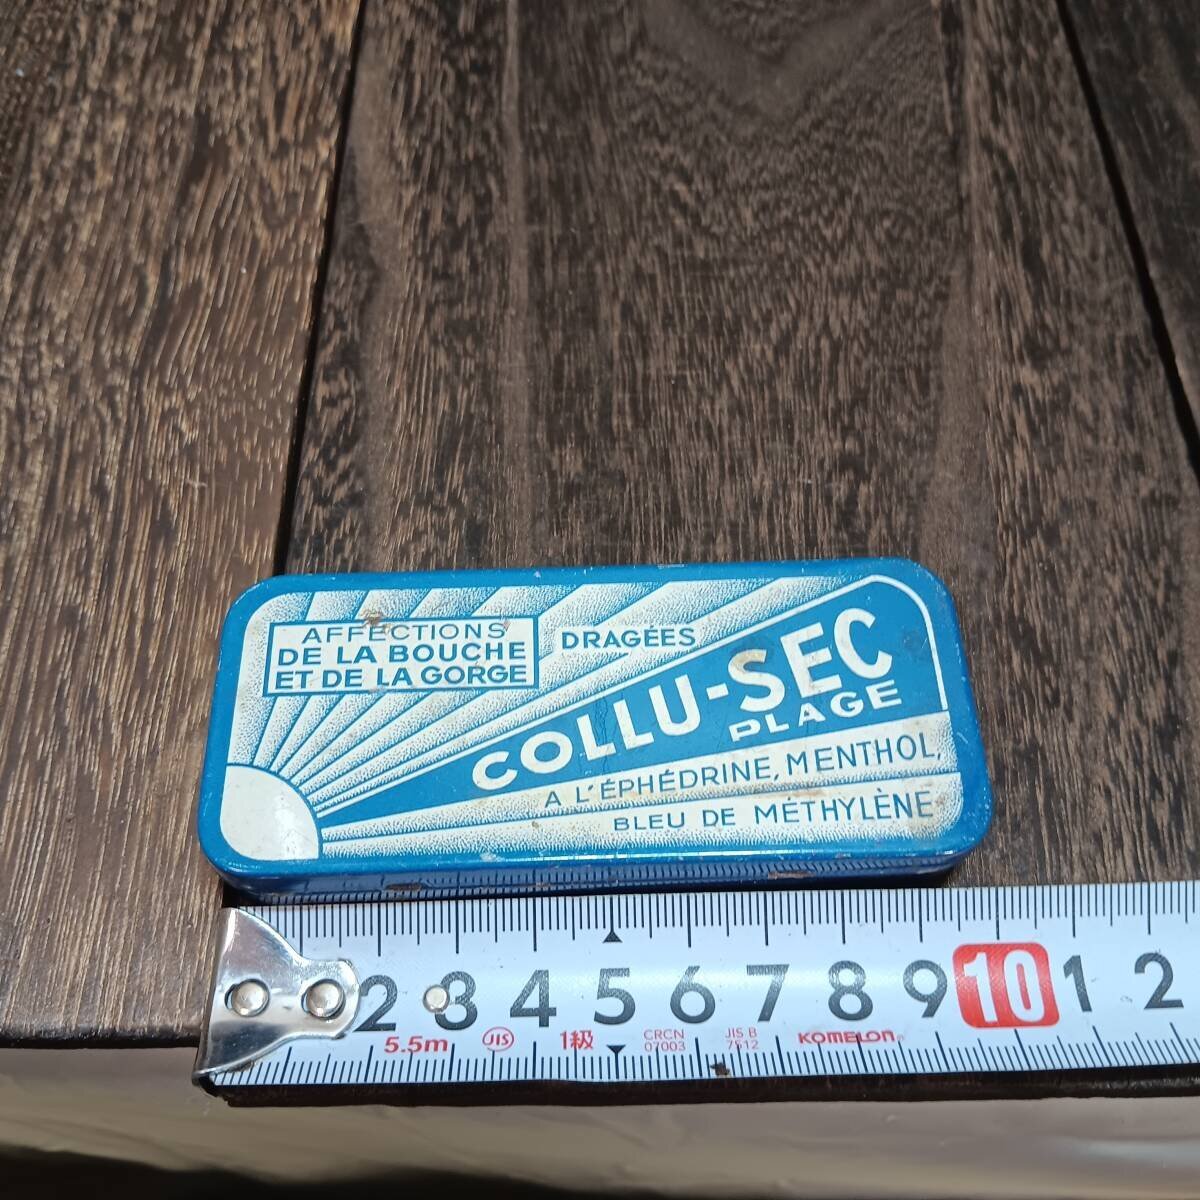 AFFECTIONS
DE LA BOUCHE
ET DE LA GORGE
DRAGÉES
COLLU-SEC
PLAGE
A L'ÉPHÉDRINE, MENTHOL,
BLEU DE MÉTHYLÈNE
2 3 4 5 6 7 8 9 10 1 2
5.5m JIS 1級 CRCN 07003 JIS B 7512 KOMELON